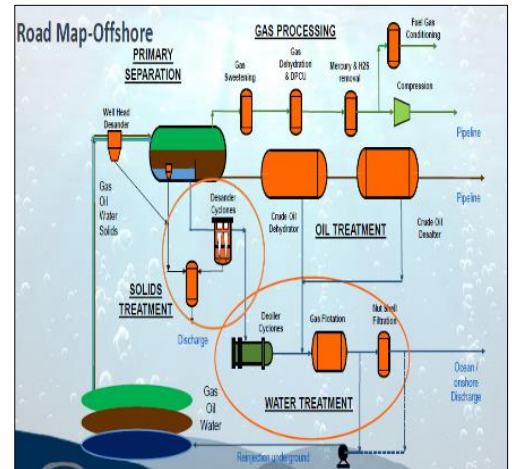 Road Map-Offshore
GAS PROCESSING
PRIMARY
SEPARATION
Fuel Gas
Conditioning
Gas
Sweetening
Gas
Dehydration
& DPCU
Mercury & H2S
removal
Compression
Well Head
Desander
Pipeline
Gas
Oil
Water
Solids
Pipeline
Desander
Cyclones
Crude Oil
Dehydrator
OIL TREATMENT
Crude Oil
Desalter
SOLIDS
TREATMENT
Discharge
Deoiler
Cyclones
Gas Flotation
Nut Shell
Filtration
Ocean /
onshore
Discharge
WATER TREATMENT
Gas
Oil
Water
Reinjection underground